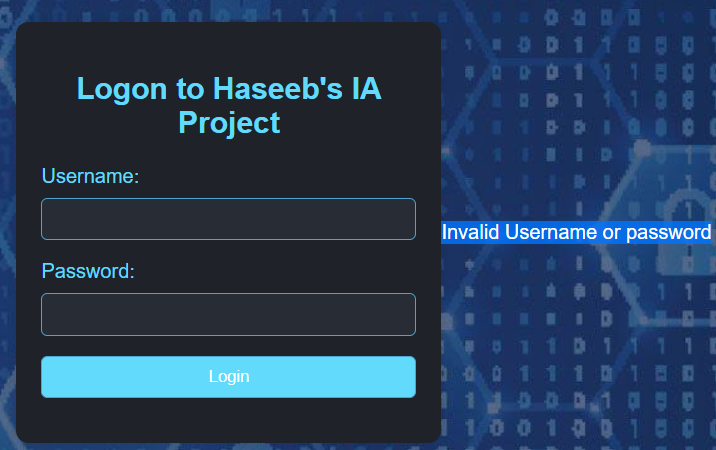 Logon to Haseeb's IA
Project
Username:
Invalid Username or password
Password:
Login